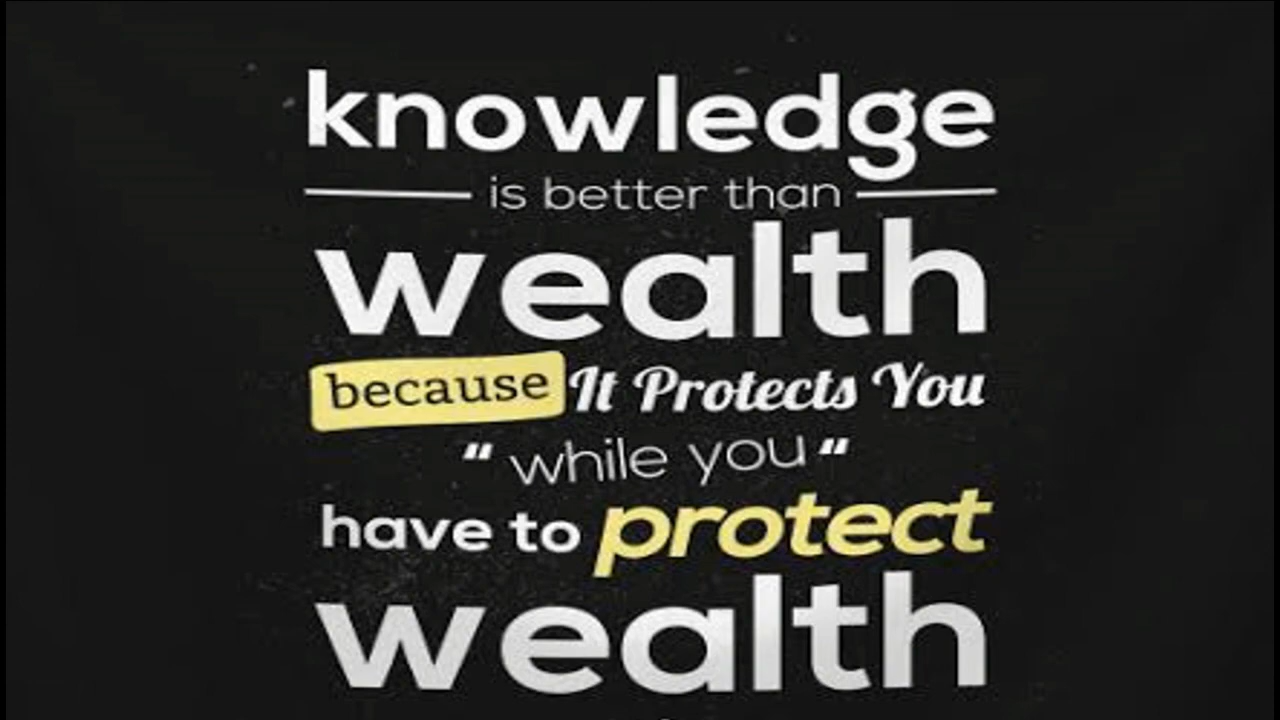 knowledge
is better than
wealth
because It Protects You
“ while you “
have to protect
wealth